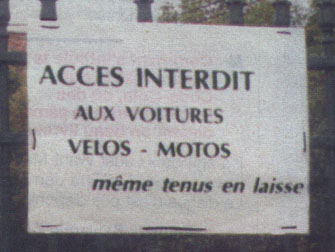 ACCES INTERDIT
AUX VOITURES
VELOS - MOTOS
même tenus en laisse